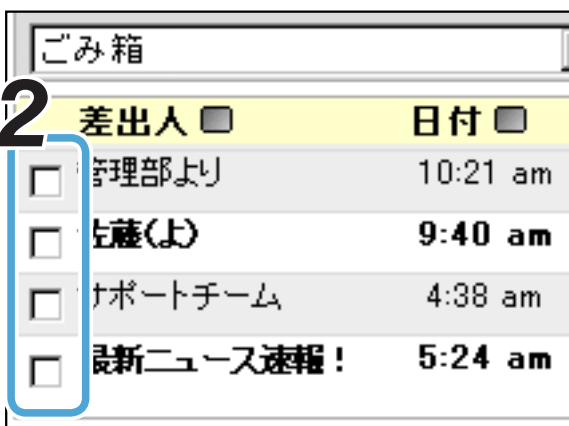 ごみ箱
2
差出人 日付
管理部より 10:21 am
佐藤(よ) 9:40 am
サポートチーム 4:38 am
最新ニュース速報! 5:24 am